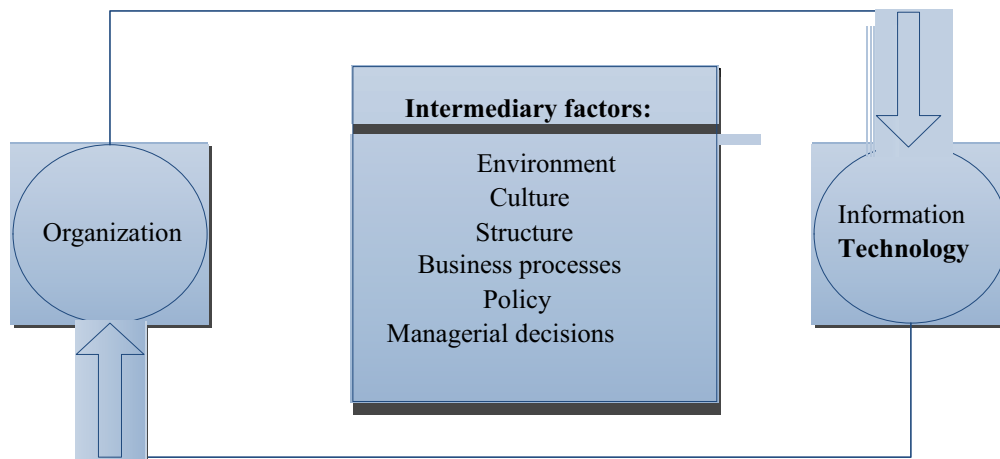 Intermediary factors:
Environment
Culture
Structure
Business processes
Policy
Managerial decisions
Organization
Information
Technology